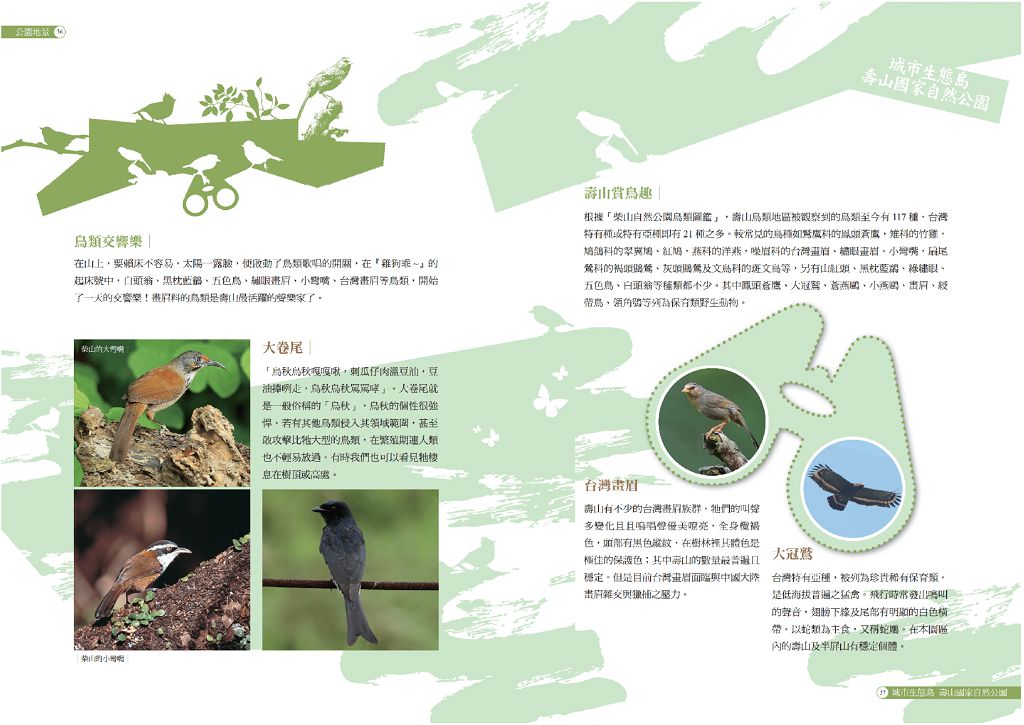 公園地景 36
鳥類交響樂
在山上,要賴床不容易,太陽一露臉,便啟動了鳥類歌唱的開關,在『雞狗乖~』的
起床號中,白頭翁、黑枕藍鶲、五色鳥、繡眼畫眉、小彎嘴、台灣畫眉等鳥類,開始
了一天的交響樂!畫眉科的鳥類是壽山最活躍的聲樂家了。
柴山的大彎嘴
大卷尾
「烏秋烏秋嘎嘎啾,刺瓜仔肉溫豆油,豆
油捧咧走,烏秋烏秋罵罵哮」。大卷尾就
是一般俗稱的「烏秋」,烏秋的個性很強
悍。若有其他鳥類侵入其領域範圍,甚至
敢攻擊比牠大型的鳥類,在繁殖期連人類
也不輕易放過。有時我們也可以看見牠棲
息在樹頂或高處。
柴山的小彎嘴
城市生態島
壽山國家自然公園
壽山賞鳥趣
根據「柴山自然公園鳥類圖鑑」,壽山鳥類地區被觀察到的鳥類至今有 117 種,台灣
特有種或特有亞種即有 21 種之多。較常見的鳥種如鷲鷹科的鳳頭蒼鷹,雉科的竹雞,
鳩鴿科的翠翼鳩、紅鳩,燕科的洋燕,噪眉科的台灣畫眉、繡眼畫眉、小彎嘴,扇尾
鶯科的褐頭鷦鶯、灰頭鷦鶯及文鳥科的斑文鳥等,另有山紅頭、黑枕藍鶲、綠繡眼、
五色鳥、白頭翁等種類都不少。其中鳳頭蒼鷹、大冠鷲、蒼燕鷗、小燕鷗、畫眉、綬
帶鳥、領角鴞等列為保育類野生動物。
台灣畫眉
壽山有不少的台灣畫眉族群,牠們的叫聲
多變化且且鳴唱聲優美嘹亮,全身欖褐
色,頭部有黑色縱紋,在樹林裡其體色是
極佳的保護色;其中壽山的數量最普遍且
穩定。但是目前台灣畫眉面臨與中國大陸
畫眉雜交與獵捕之壓力。
大冠鷲
台灣特有亞種,被列為珍貴稀有保育類,
是低海拔普遍之猛禽。飛行時常發出鳴叫
的聲音,翅膀下緣及尾部有明顯的白色橫
帶。以蛇類為主食,又稱蛇鵰。在本園區
內的壽山及半屏山有穩定個體。
37 城市生態島 壽山國家自然公園